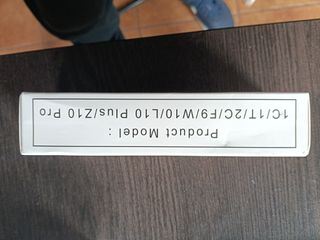 Product Model :
1C/1T/2C/F9/W10/L10 Plus/Z10 Pro